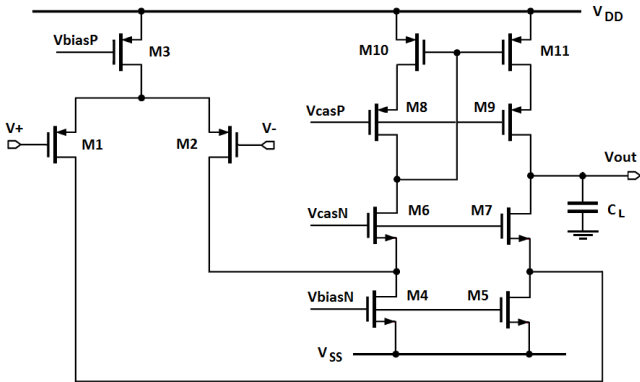 VDD
VbiasP
M3
M10
M11
VcasP
M8
M9
V+
M1
M2
V-
Vout
VcasN
M6
M7
CL
VbiasN
M4
M5
VSS